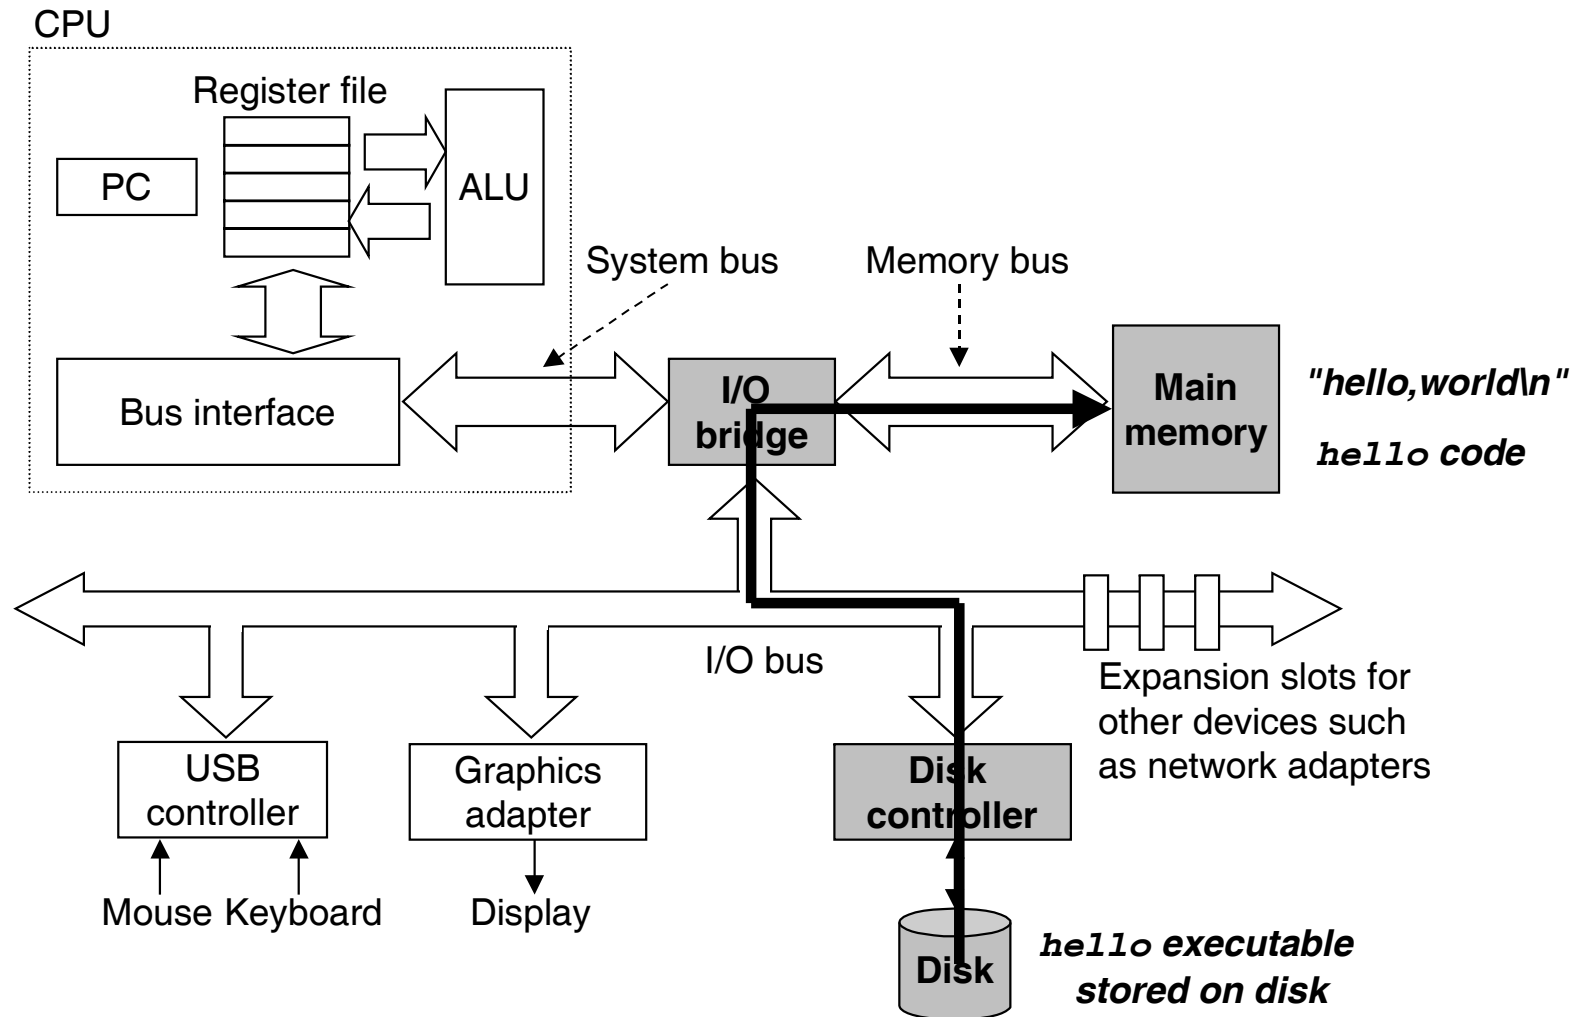 CPU
Register file
PC
ALU
System bus
Memory bus
Bus interface
I/O
bridge
Main
memory
"hello,world\n"
hello code
I/O bus
Expansion slots for
other devices such
as network adapters
USB
controller
Graphics
adapter
Disk
controller
Mouse
Keyboard
Display
Disk
hello executable
stored on disk